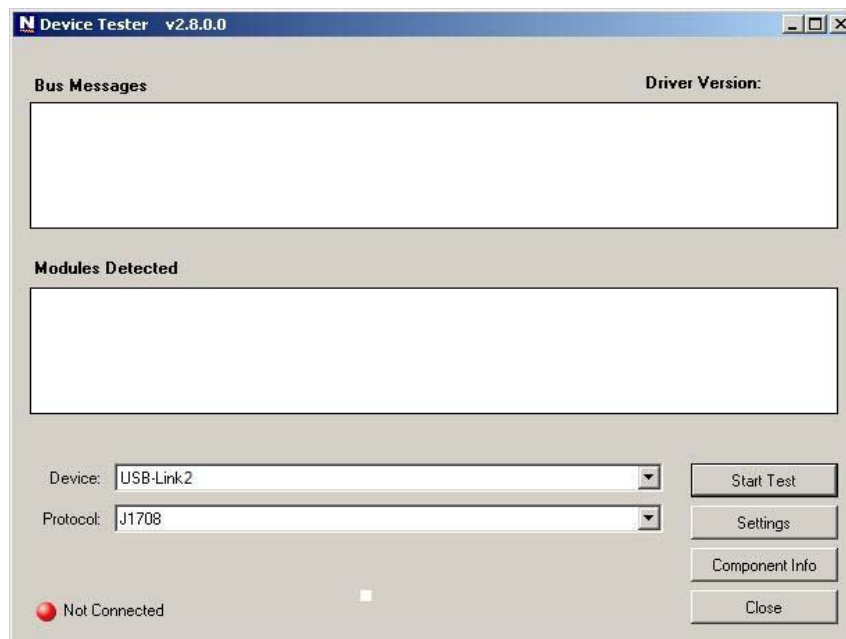 N Device Tester v2.8.0.0
Bus Messages Driver Version:
Modules Detected
Device: USB-Link2 Start Test
Protocol: J1708 Settings
Component Info
Not Connected Close